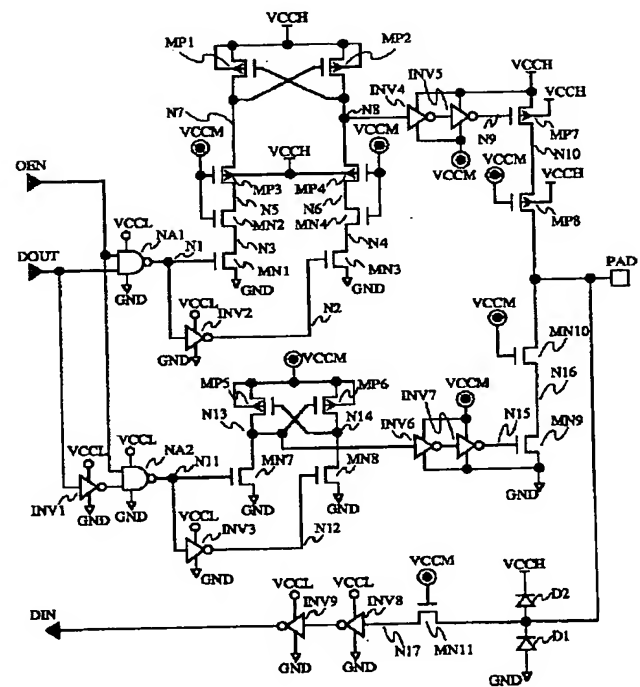 VCCH
MP1
MP2
VCCH
INV5
INV4
VCCH
N7
N8
N9
MP7
VCCM
VCCH
VCCM
VCCM
N10
VCCH
OEN
MP3
MP4
VCCM
MP8
N5
N6
MN2
MN4
VCCL
NA1
N1
N3
N4
DOUT
MN1
MN3
PAD
GND
VCCL
GND
GND
INV2
N2
VCCM
MN10
GND
VCCM
N16
MP5
MP6
VCCM
INV7
N13
N14
N15
MN9
VCCL
VCCL
NA2
INV6
N11
MN7
MN8
GND
INV1
VCCL
INV3
N12
GND
GND
GND
GND
GND
VCCM
VCCH
VCCL
VCCL
INV9
INV8
D2
DIN
N17
MN11
D1
GND
GND
GND